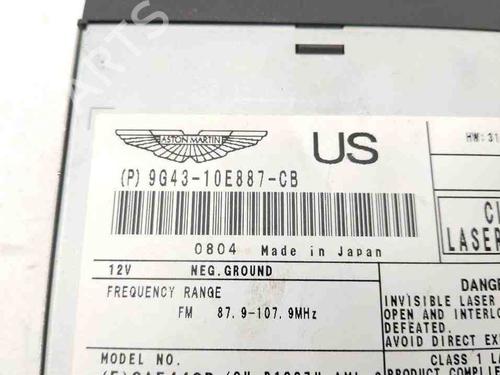 ASTON MARTIN
US
HW:31
(P) 9G43-10E887-CB
0804 Made in Japan
12V NEG.GROUND
FREQUENCY RANGE
FM 87.9-107.9MHz
LASER
DANGE
INVISIBLE LASER
OPEN AND INTERLO
DEFEATED.
AVOID DIRECT EX
MODEL NO.
CLASS 1 LA
PRODUCT COMPLIE